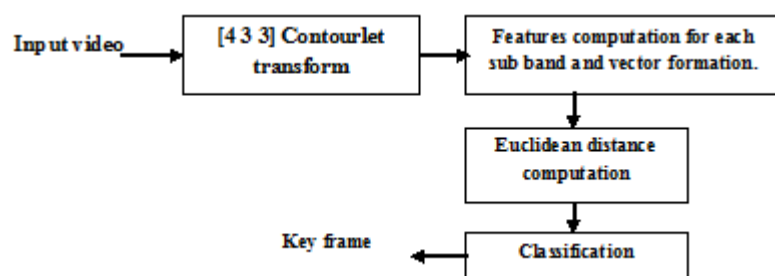 Input video
[4 3 3] Contourlet
transform
Features computation for each
sub band and vector formation.
Euclidean distance
computation
Key frame
Classification